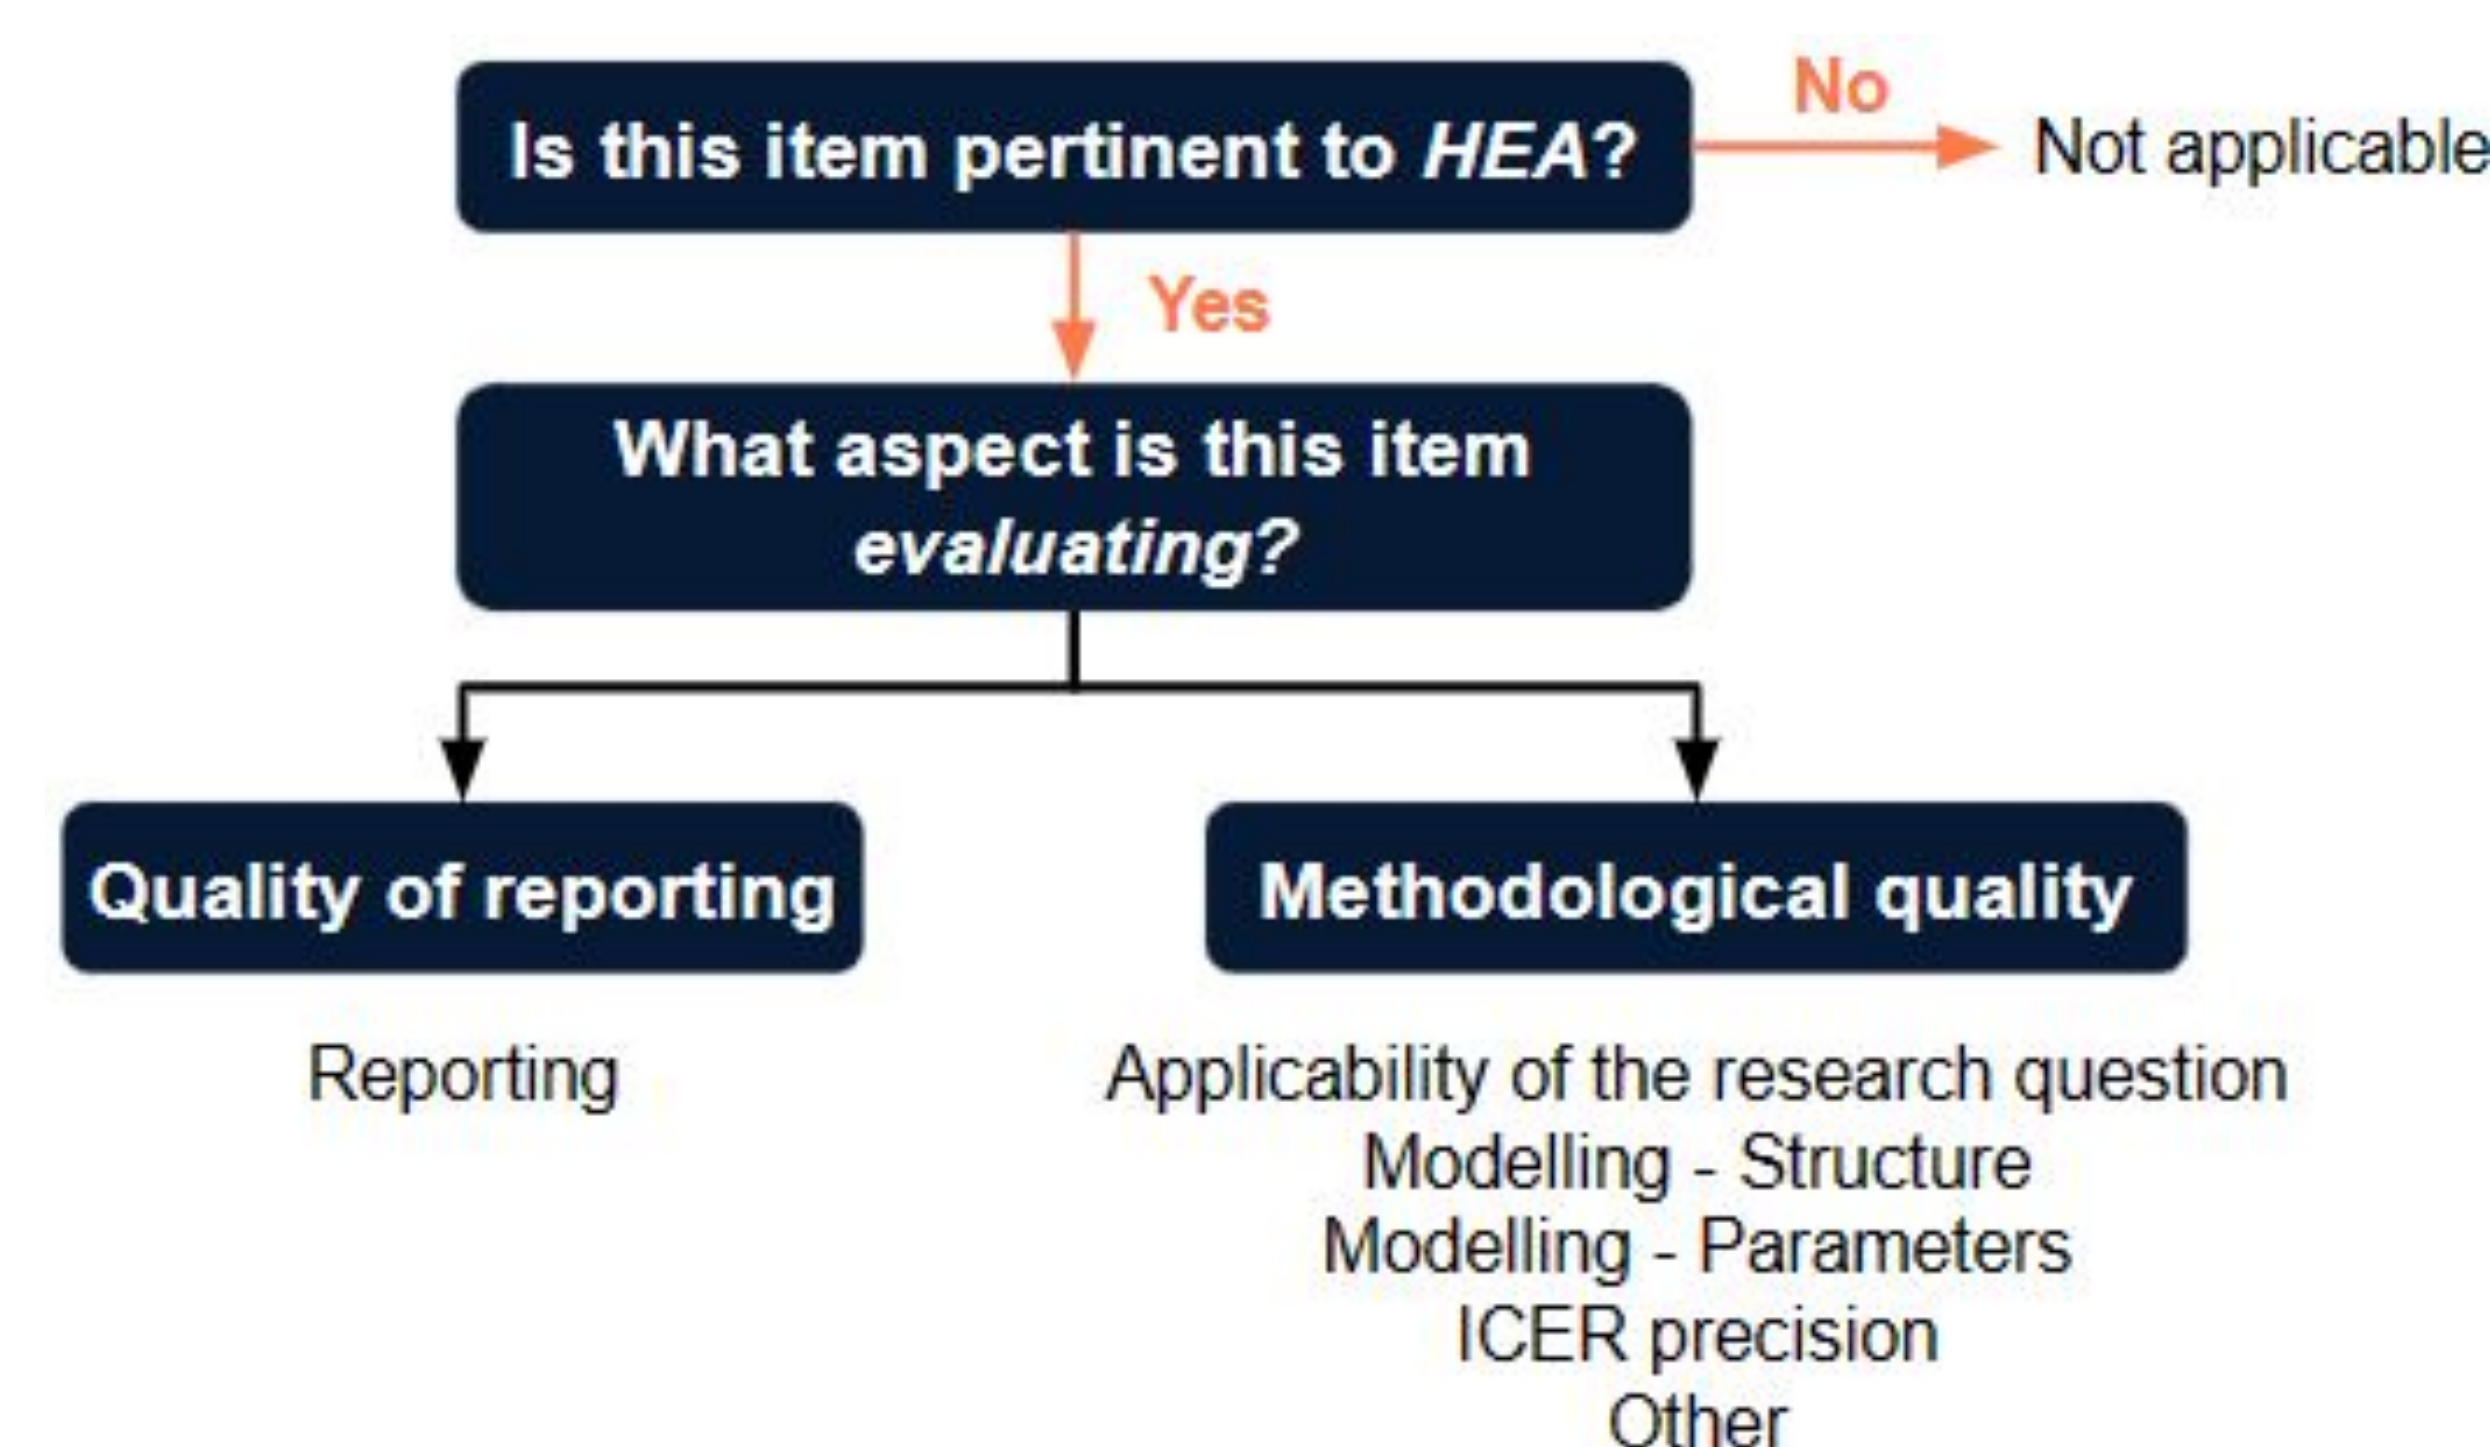 No
Is this item pertinent to HEA?
Not applicable
Yes
What aspect is this item
evaluating?
Quality of reporting
Methodological quality
Reporting
Applicability of the research question
Modelling - Structure
Modelling - Parameters
ICER precision
Other